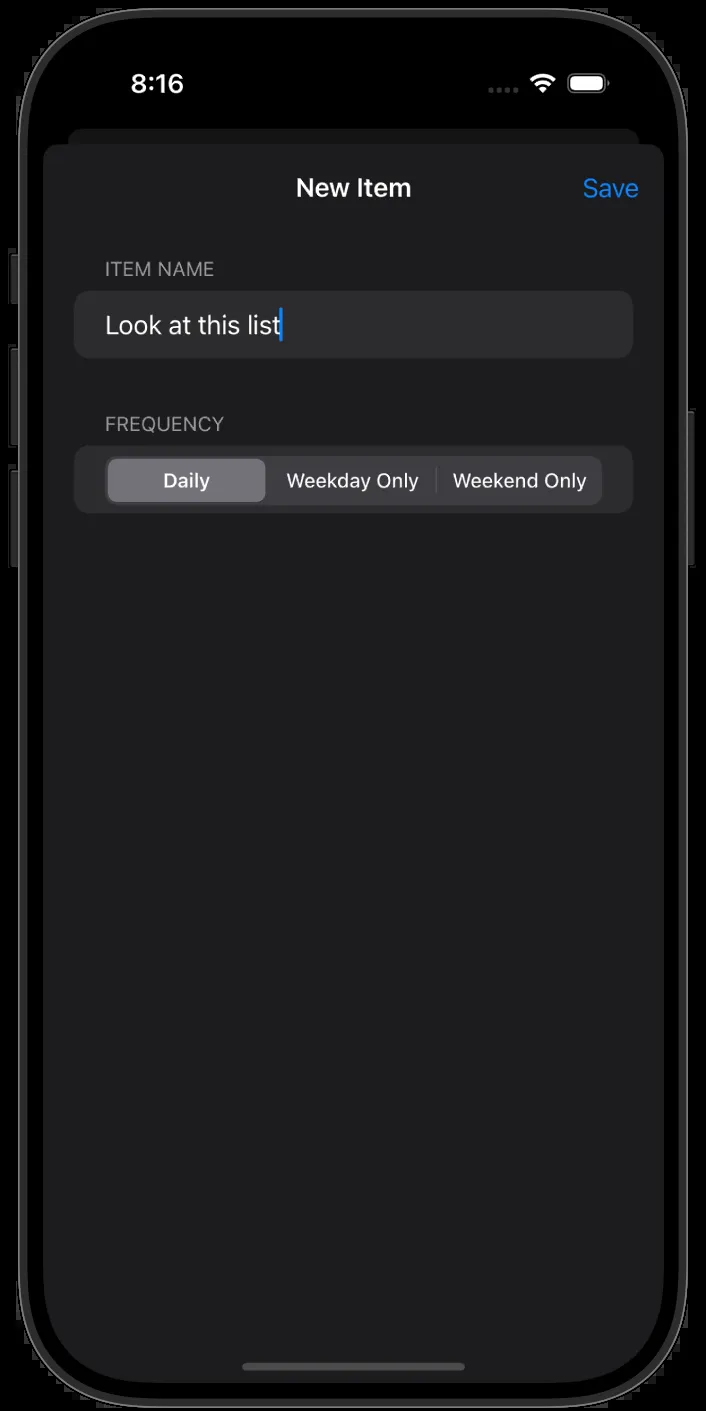 8:16
New Item
Save
ITEM NAME
Look at this list
FREQUENCY
Daily Weekday Only Weekend Only